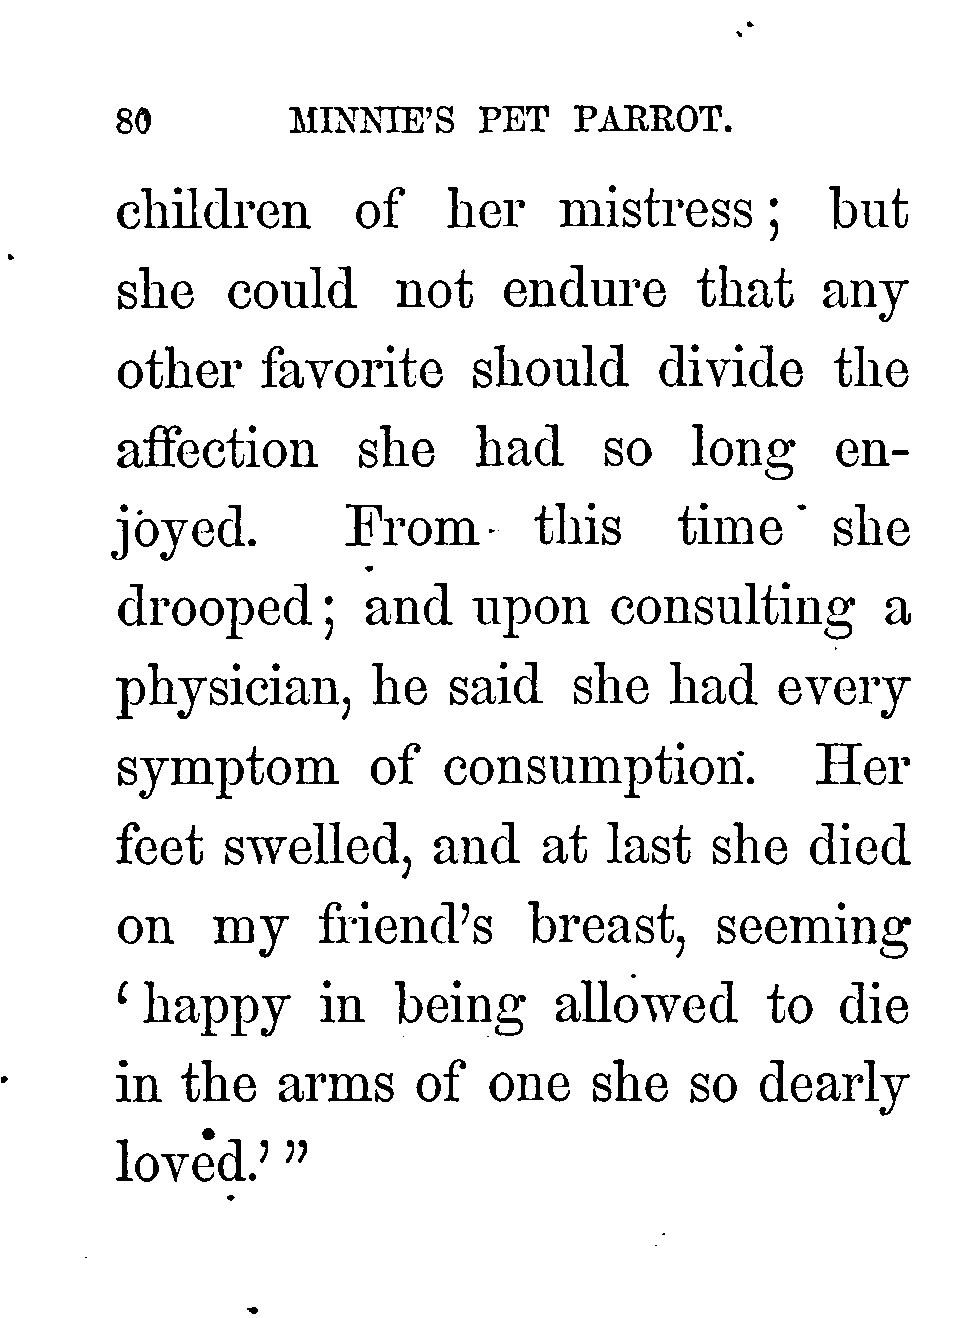 80 MINNIE'S PET PARROT.
children of her mistress; but
she could not endure that any
other favorite should divide the
affection she had so long en-
joyed. From this time she
drooped; and upon consulting a
physician, he said she had every
symptom of consumption. Her
feet swelled, and at last she died
on my friend's breast, seeming
‘happy in being allowed to die
in the arms of one she so dearly
loved.’”